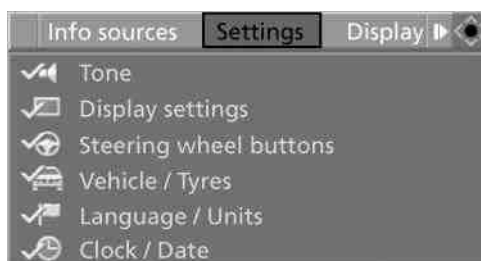 Info sources Settings Display
Tone
Display settings
Steering wheel buttons
Vehicle / Tyres
Language / Units
Clock / Date